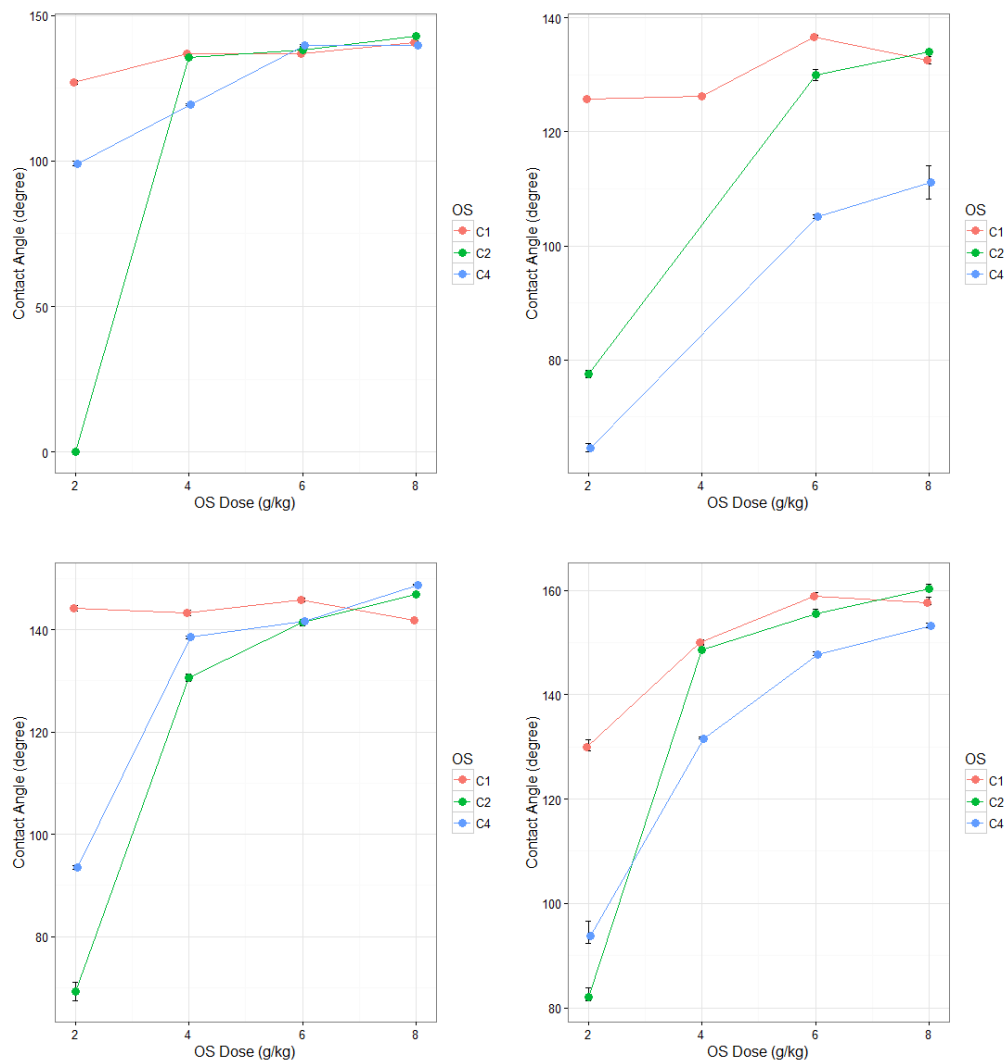 150
100
50
0
Contact Angle (degree)
2 4 6 8
OS Dose (g/kg)
OS
C1
C2
C4
140
120
100
80
Contact Angle (degree)
2 4 6 8
OS Dose (g/kg)
OS
C1
C2
C4
140
120
100
80
Contact Angle (degree)
2 4 6 8
OS Dose (g/kg)
OS
C1
C2
C4
160
140
120
100
80
Contact Angle (degree)
2 4 6 8
OS Dose (g/kg)
OS
C1
C2
C4